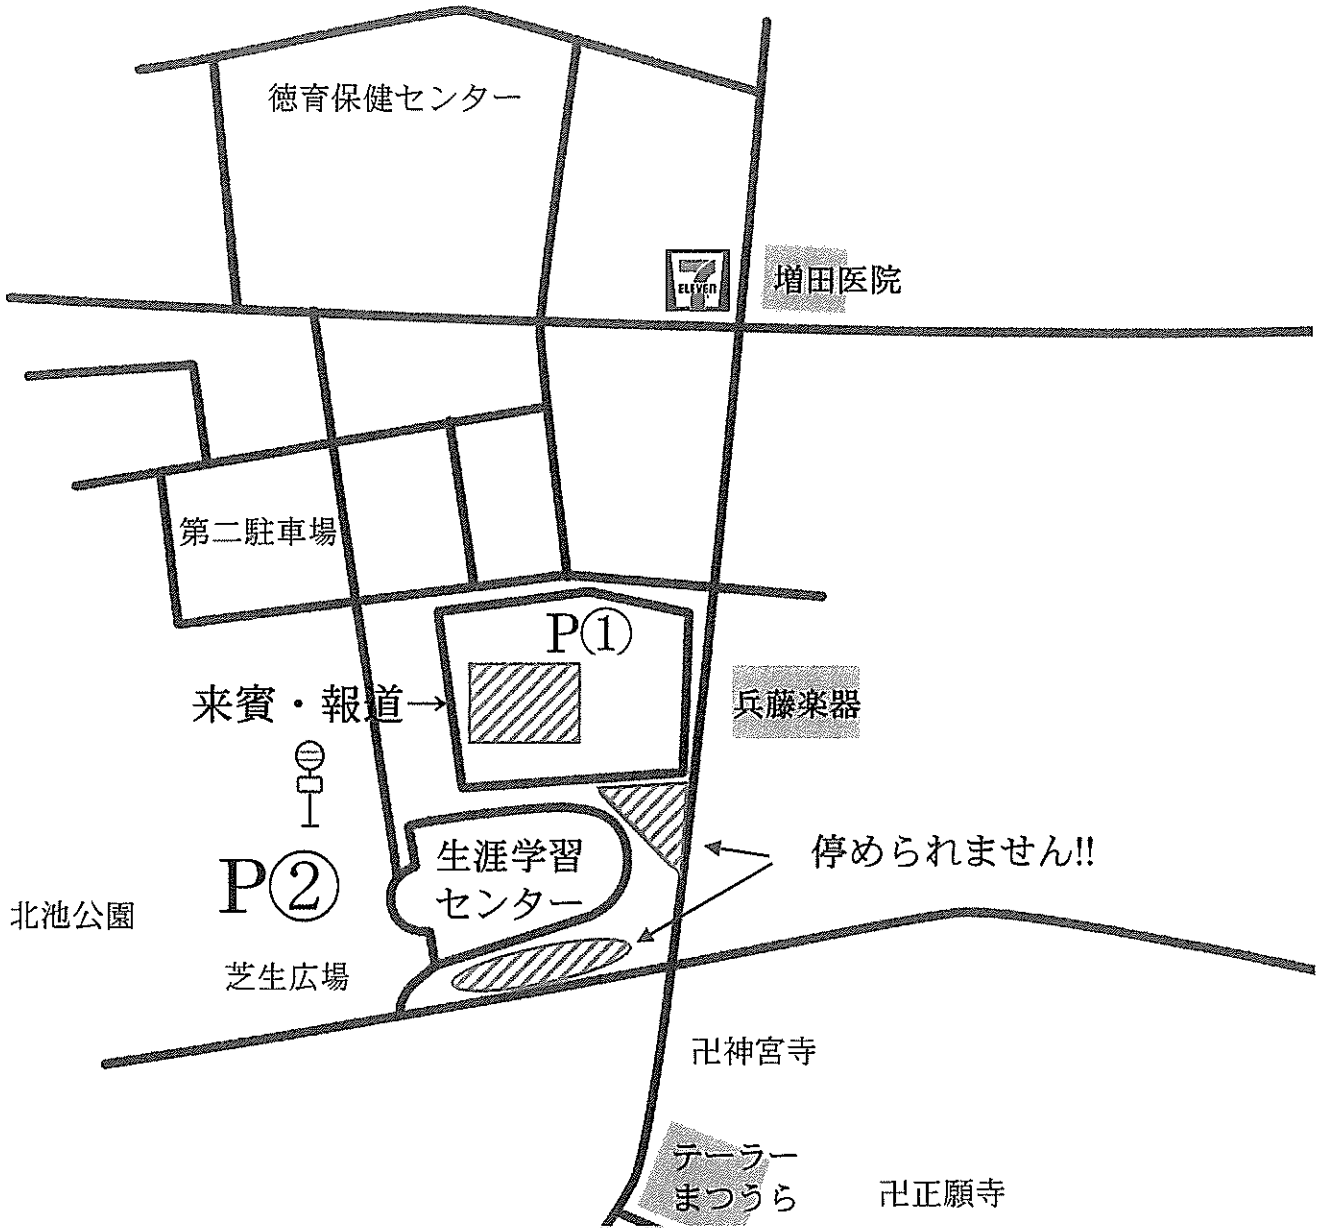 徳育保健センター
7
ELEVEN
増田医院
第二駐車場
P①
来賓・報道→
兵藤楽器
生涯学習
センター
停められません!!
P②
北池公園
芝生広場
卍神宮寺
テーラー
まつうら
卍正願寺